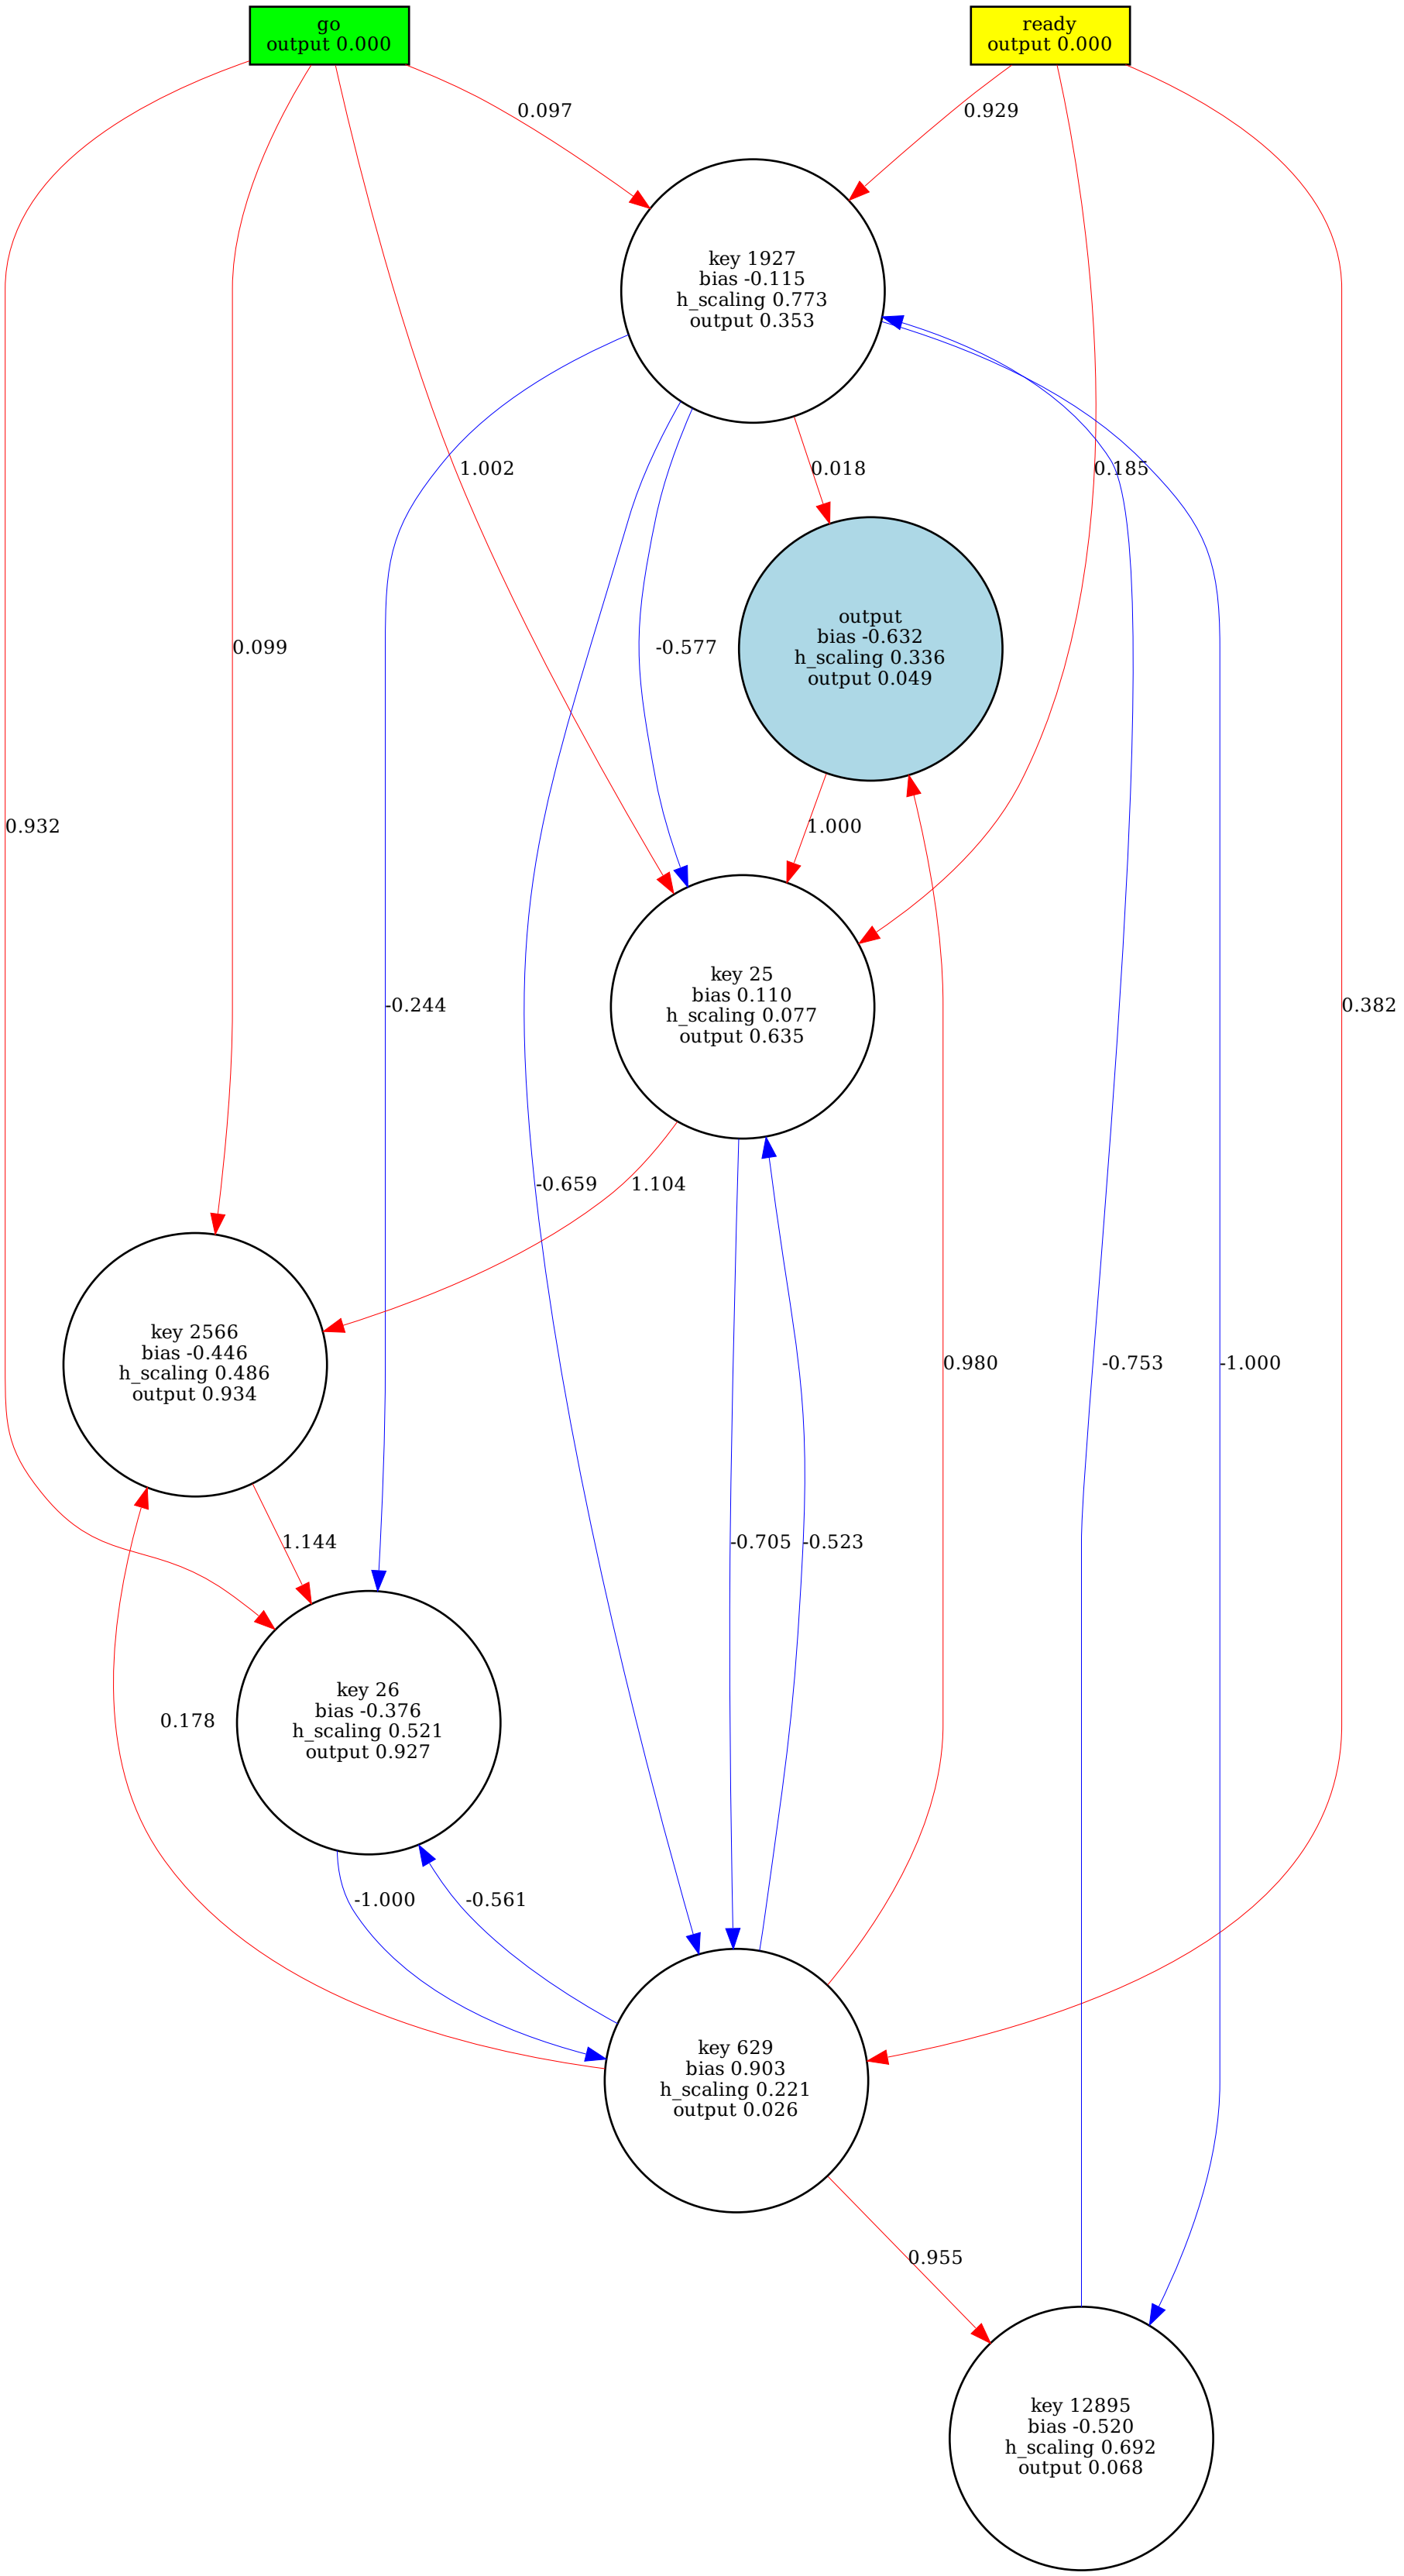 go
output 0.000
ready
output 0.000
0.097
0.929
key 1927
bias -0.115
h_scaling 0.773
output 0.353
1.002
0.018
0.185
0.099
-0.577
output
bias -0.632
h_scaling 0.336
output 0.049
0.932
1.000
-0.244
key 25
bias 0.110
h_scaling 0.077
output 0.635
0.382
-0.659
1.104
key 2566
bias -0.446
h_scaling 0.486
output 0.934
0.980
-0.753
-1.000
1.144
-0.705
-0.523
0.178
key 26
bias -0.376
h_scaling 0.521
output 0.927
-1.000
-0.561
key 629
bias 0.903
h_scaling 0.221
output 0.026
0.955
key 12895
bias -0.520
h_scaling 0.692
output 0.068